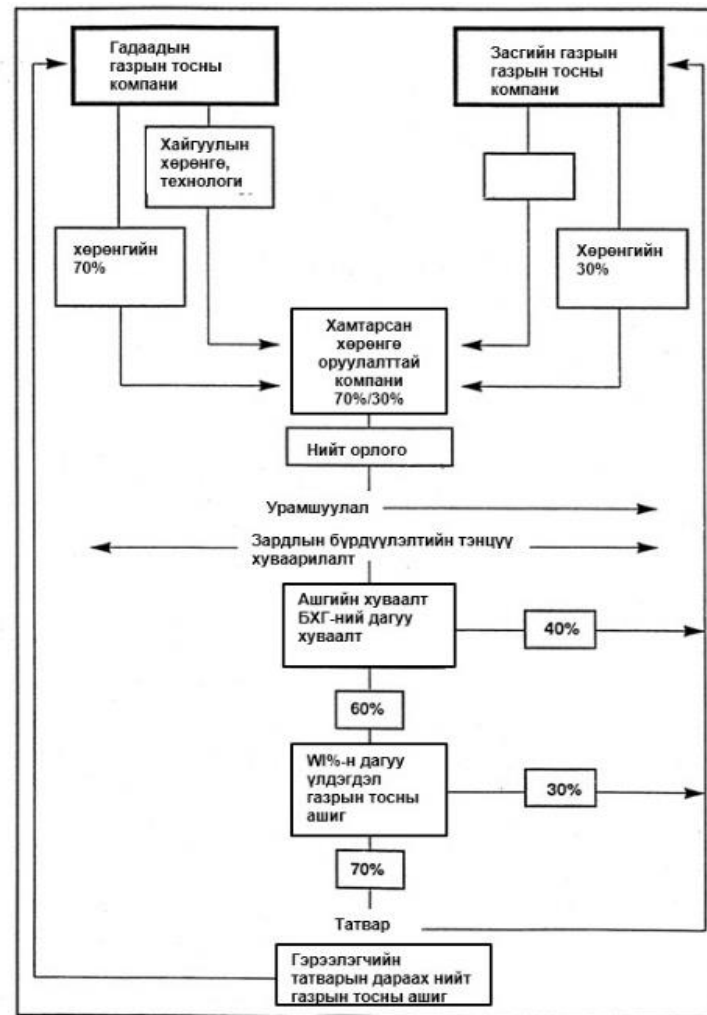 Гадаадын
газрын тосны
компани
Засгийн газрын
газрын тосны
компани
Хайгуулын
хөрөнгө,
технологи
хөрөнгийн
70%
Хөрөнгийн
30%
Хамтарсан
хөрөнгө
оруулалттай
компани
70%/30%
Нийт орлого
Урамшуулал
Зардлын бүрдүүлэлтийн тэнцүү
хуваарилалт
Ашгийн хуваалт
БХГ-ний дагуу
хуваалт
40%
60%
WI%-н дагуу
үлдэгдэл
газрын тосны
ашиг
30%
70%
Татвар
Гэрээлэгчийн
татварын дараах нийт
газрын тосны ашиг